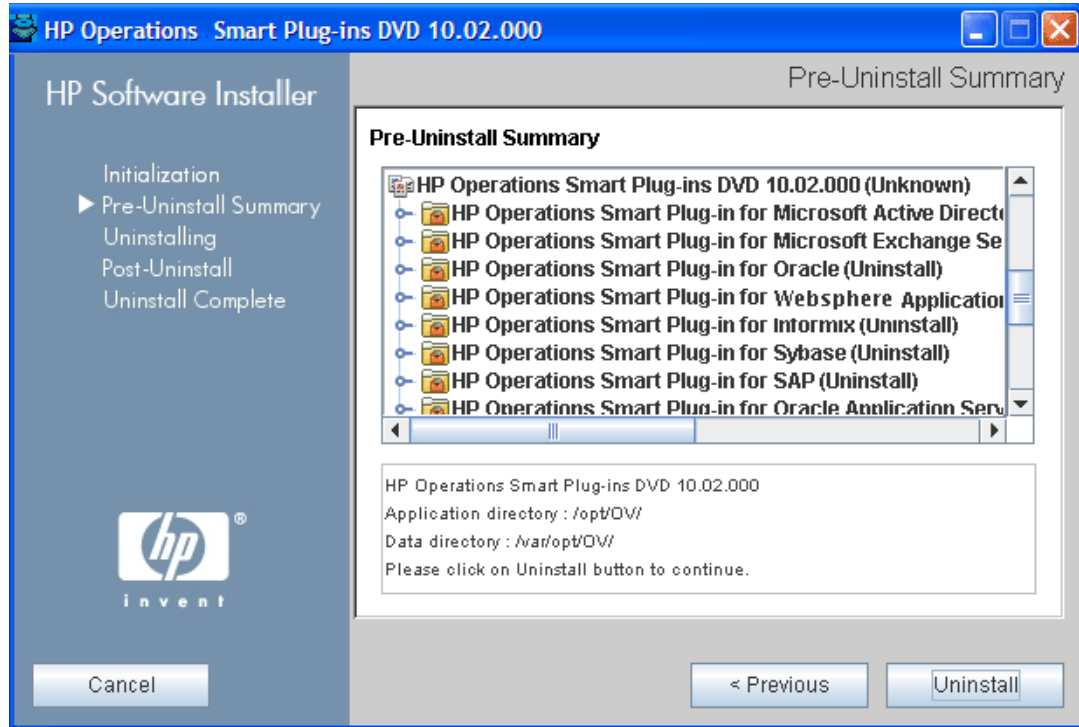 HP Operations Smart Plug-ins DVD 10.02.000
HP Software Installer
Initialization
Pre-Uninstall Summary
Uninstalling
Post-Uninstall
Uninstall Complete
hp
®
invent
Cancel
Pre-Uninstall Summary
Pre-Uninstall Summary
HP Operations Smart Plug-ins DVD 10.02.000 (Unknown)
HP Operations Smart Plug-in for Microsoft Active Directo
HP Operations Smart Plug-in for Microsoft Exchange Se
HP Operations Smart Plug-in for Oracle (Uninstall)
HP Operations Smart Plug-in for Websphere Application
HP Operations Smart Plug-in for Informix (Uninstall)
HP Operations Smart Plug-in for Sybase (Uninstall)
HP Operations Smart Plug-in for SAP (Uninstall)
HP Operations Smart Plug-in for Oracle Application Serv
HP Operations Smart Plug-ins DVD 10.02.000
Application directory : /opt/OV/
Data directory : /var/opt/OV/
Please click on Uninstall button to continue.
< Previous
Uninstall